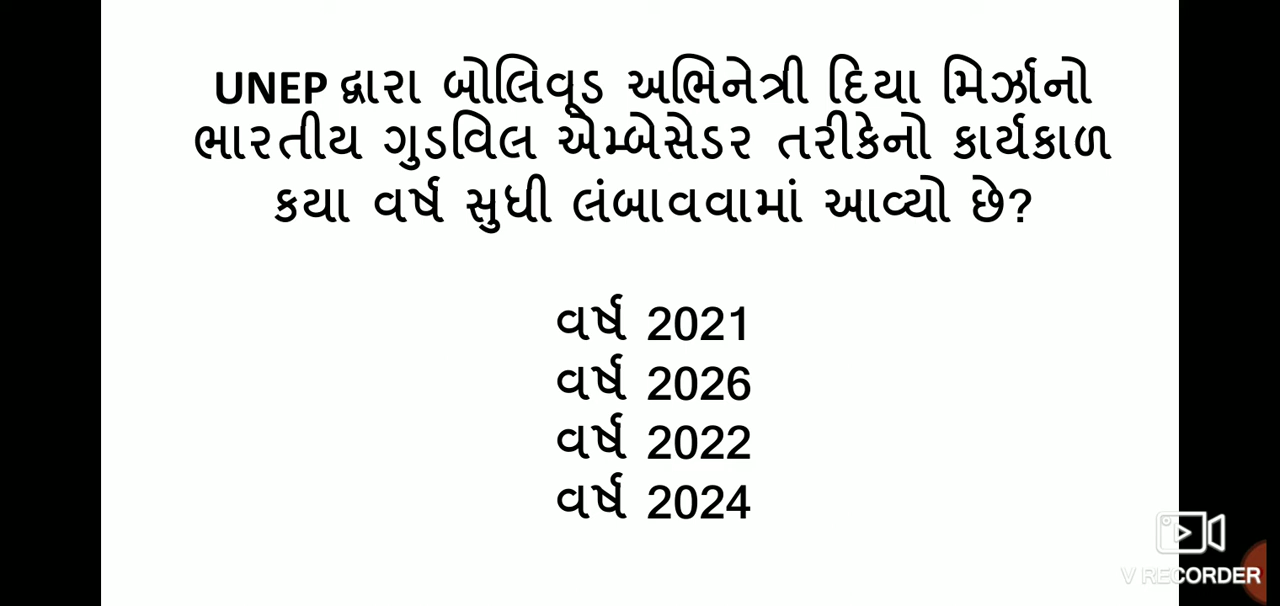 UNEP દ્વારા બોલિવૂડ અભિનેત્રી દિયા મિર્ઝાનો
ભારતીય ગુડવિલ એમ્બેસેડર તરીકેનો કાર્યકાળ
કયા વર્ષ સુધી લંબાવવામાં આવ્યો છે?
વર્ષ 2021
વર્ષ 2026
વર્ષ 2022
વર્ષ 2024
V RECORDER